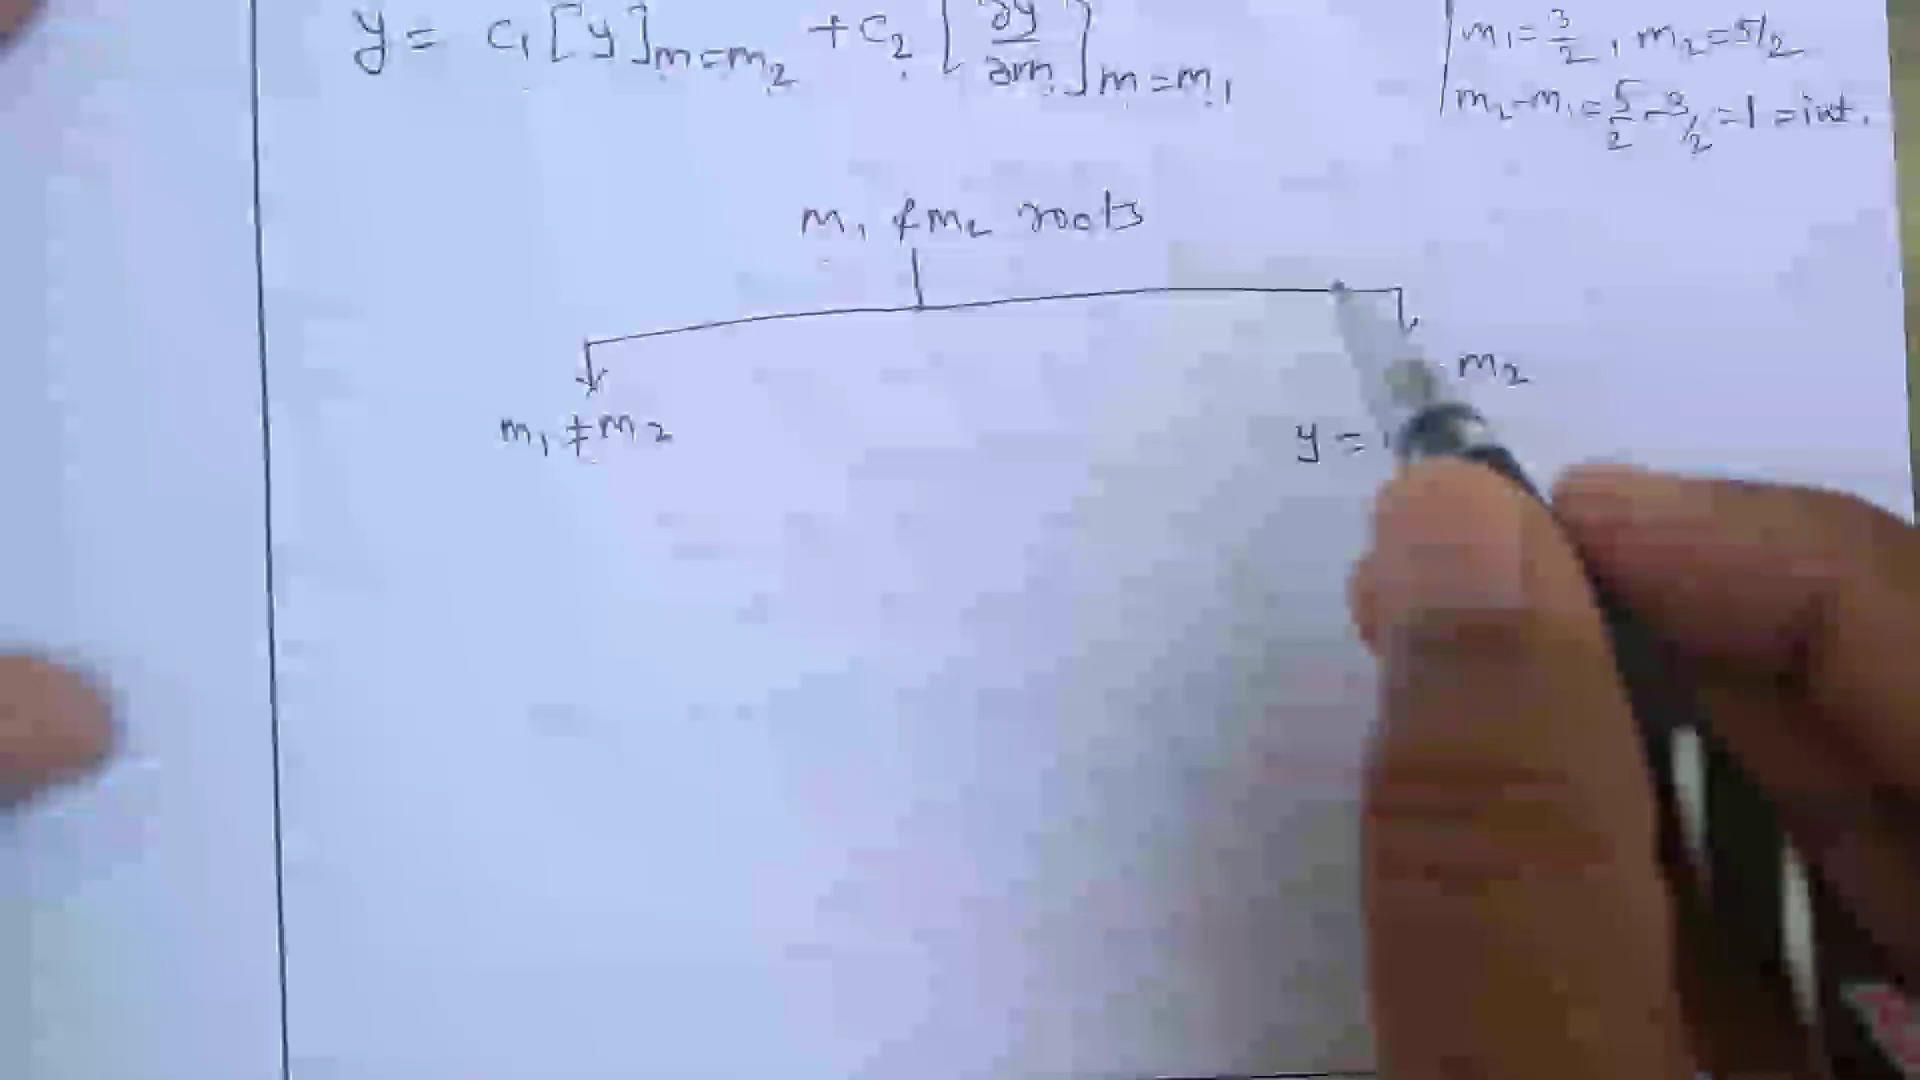 y = c₁ [y]ₘ₌ₘ₂ + c₂ [∂y/∂m]ₘ₌ₘ₁
m₁ = 3/2 , m₂ = 5/2
m₂ - m₁ = 5/2 - 3/2 = 1 = int.
m₁ & m₂ roots
m₂
m₁ ≠ m₂
y =